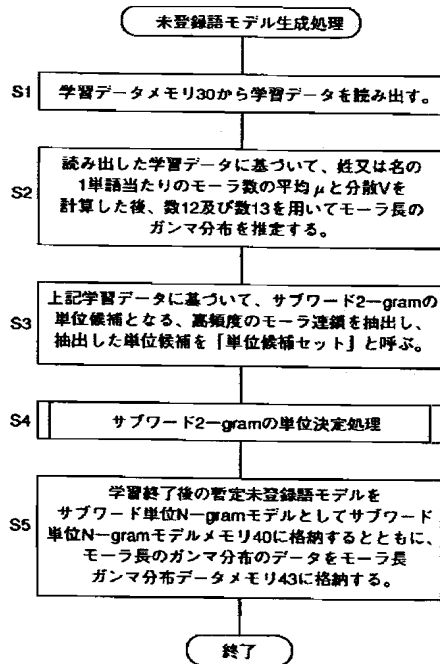 未登録語モデル生成処理
S1
学習データメモリ30から学習データを読み出す。
S2
読み出した学習データに基づいて、姓又は名の
1単語当たりのモーラ数の平均μと分散Vを
計算した後、数12及び数13を用いてモーラ長の
ガンマ分布を推定する。
S3
上記学習データに基づいて、サブワード2ーgramの
単位候補となる、高頻度のモーラ連鎖を抽出し、
抽出した単位候補を「単位候補セット」と呼ぶ。
S4
サブワード2ーgramの単位決定処理
S5
学習終了後の暫定未登録語モデルを
サブワード単位NーgramモデルとしてサブワードI
単位Nーgramモデルメモリ40に格納するとともに、
モーラ長のガンマ分布のデータをモーラ長
ガンマ分布データメモリ43に格納する。
終了